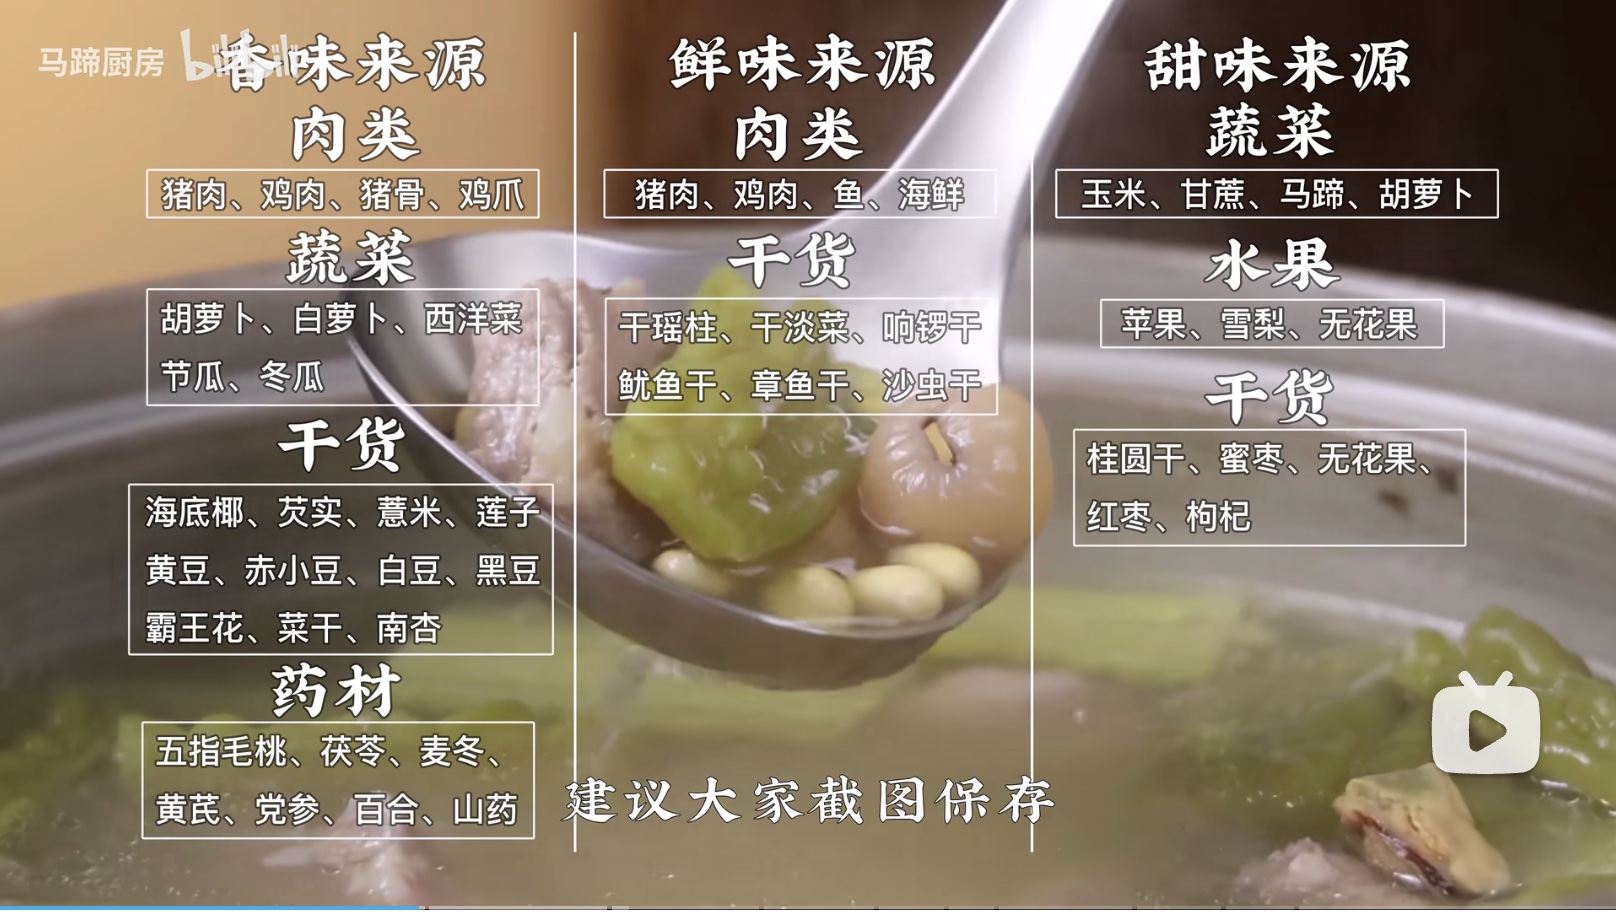 马蹄厨房 bilibili
香味来源
肉类
猪肉、鸡肉、猪骨、鸡爪
蔬菜
胡萝卜、白萝卜、西洋菜
节瓜、冬瓜
干货
海底椰、芡实、薏米、莲子
黄豆、赤小豆、白豆、黑豆
霸王花、菜干、南杏
药材
五指毛桃、茯苓、麦冬、
黄芪、党参、百合、山药
鲜味来源
肉类
猪肉、鸡肉、鱼、海鲜
干货
干瑶柱、干淡菜、响锣干
鱿鱼干、章鱼干、沙虫干
甜味来源
蔬菜
玉米、甘蔗、马蹄、胡萝卜
水果
苹果、雪梨、无花果
干货
桂圆干、蜜枣、无花果、
红枣、枸杞
建议大家截图保存